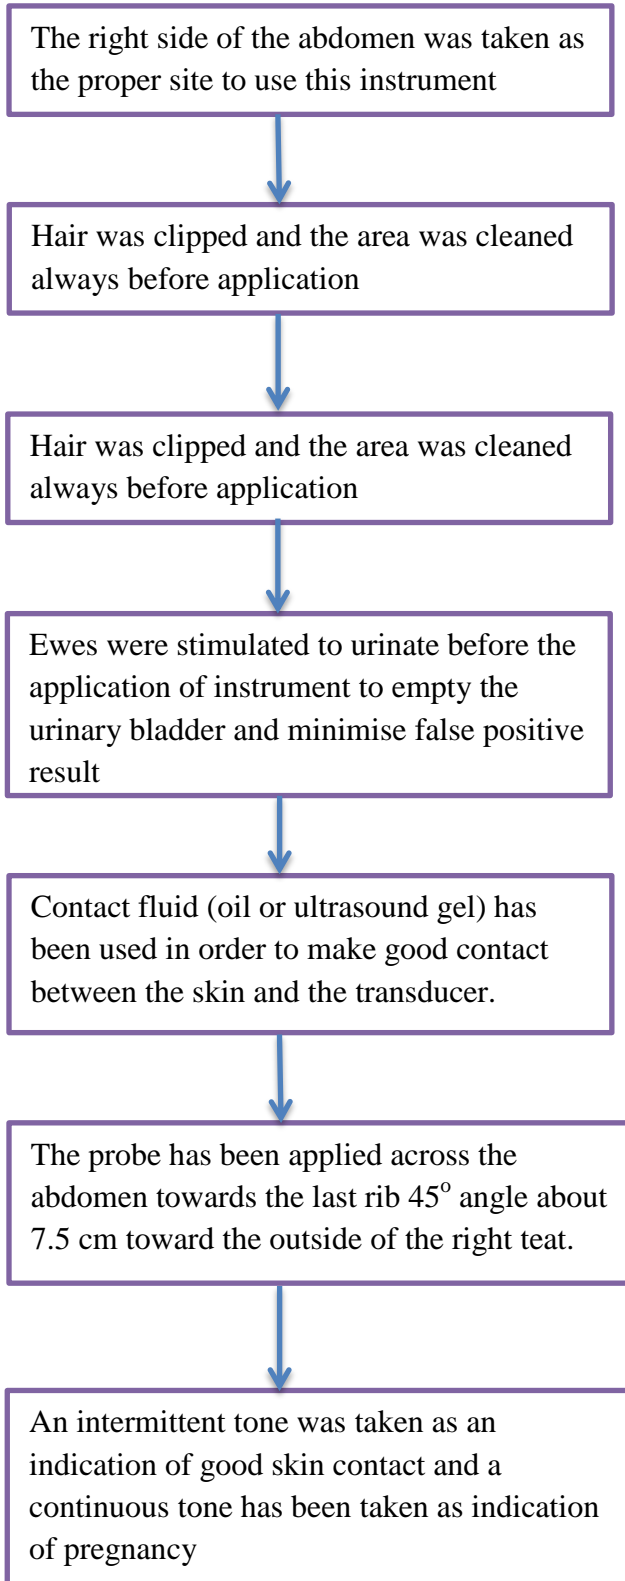 The right side of the abdomen was taken as
the proper site to use this instrument
Hair was clipped and the area was cleaned
always before application
Hair was clipped and the area was cleaned
always before application
Ewes were stimulated to urinate before the
application of instrument to empty the
urinary bladder and minimise false positive
result
Contact fluid (oil or ultrasound gel) has
been used in order to make good contact
between the skin and the transducer.
The probe has been applied across the
abdomen towards the last rib 45º angle about
7.5 cm toward the outside of the right teat.
An intermittent tone was taken as an
indication of good skin contact and a
continuous tone has been taken as indication
of pregnancy